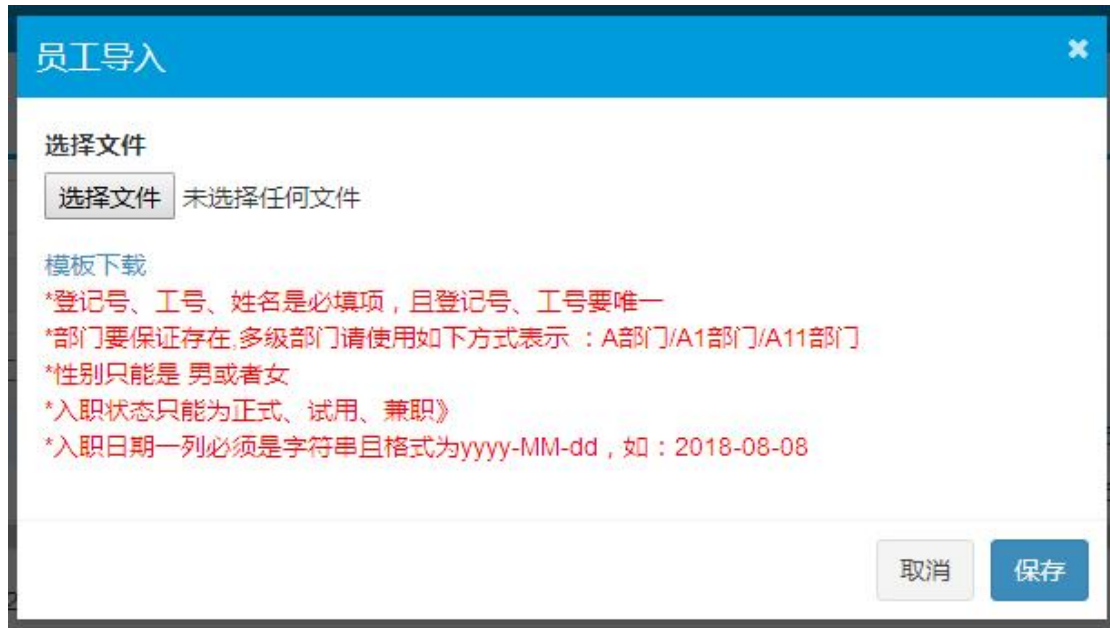 员工导入
×
选择文件
选择文件 未选择任何文件
模板下载
*登记号、工号、姓名是必填项，且登记号、工号要唯一
*部门要保证存在,多级部门请使用如下方式表示 ：A部门/A1部门/A11部门
*性别只能是 男或者女
*入职状态只能为正式、试用、兼职》
*入职日期一列必须是字符串且格式为yyyy-MM-dd，如：2018-08-08
取消 保存